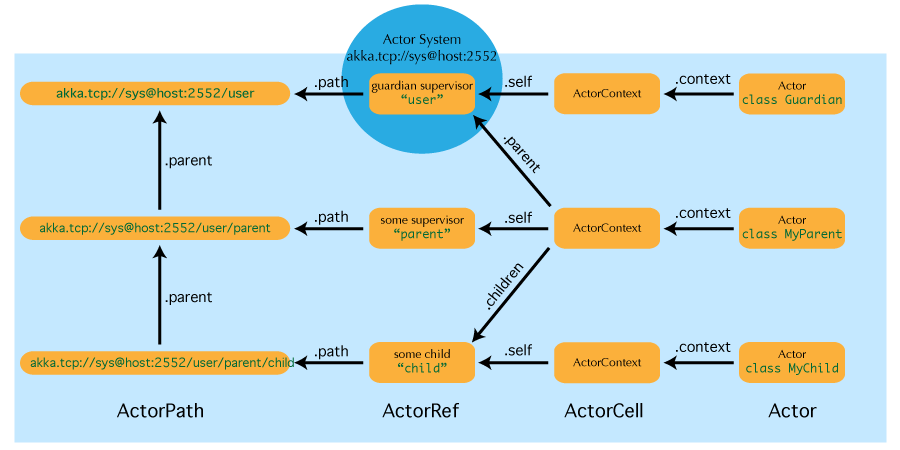 Actor System
akka.tcp://sys@host:2552
akka.tcp://sys@host:2552/user
.path
guardian supervisor
“user”
.self
ActorContext
.context
Actor
class Guardian
.parent
.parent
akka.tcp://sys@host:2552/user/parent
.path
some supervisor
“parent”
.self
ActorContext
.context
Actor
class MyParent
.parent
.children
akka.tcp://sys@host:2552/user/parent/child
.path
some child
“child”
.self
ActorContext
.context
Actor
class MyChild
ActorPath
ActorRef
ActorCell
Actor